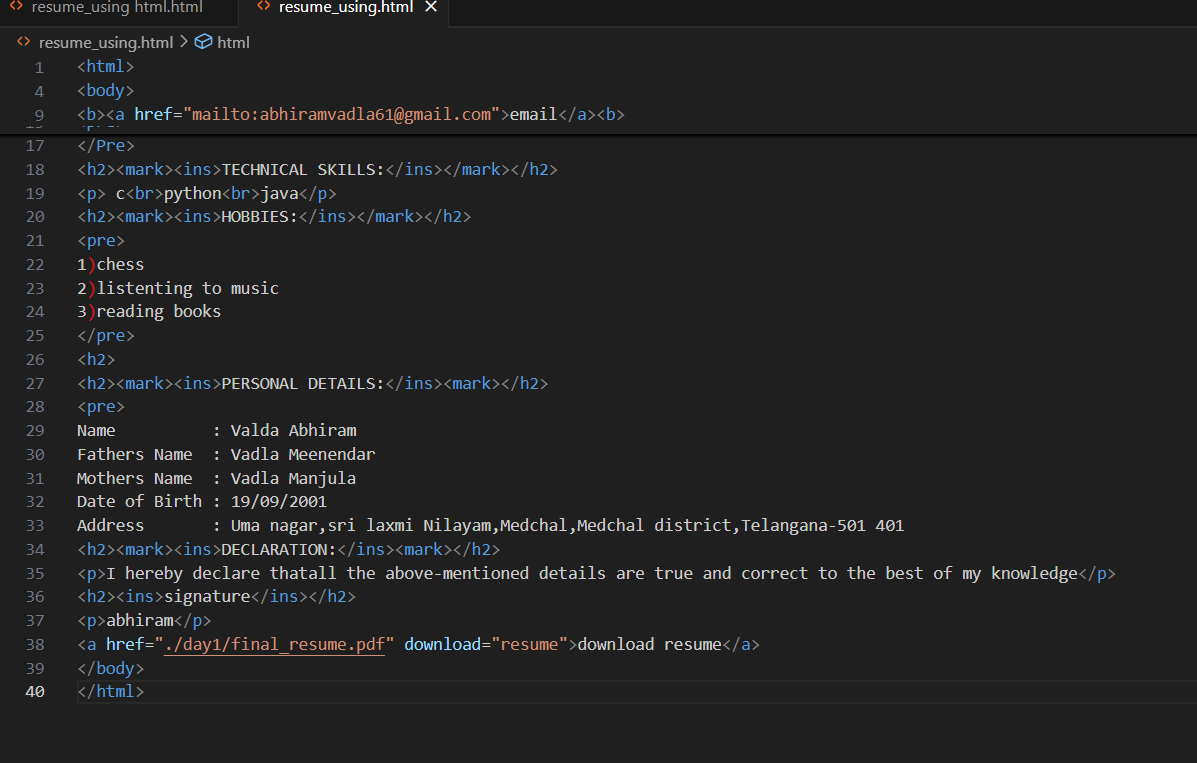 resume_using html.html resume_using.html
resume_using.html > html
1 <html>
4 <body>
9 <b><a href="mailto:abhiramvadla61@gmail.com">email</a><b>
17 </Pre>
18 <h2><mark><ins>TECHNICAL SKILLS:</ins></mark></h2>
19 <p> c<br>python<br>java</p>
20 <h2><mark><ins>HOBBIES:</ins></mark></h2>
21 <pre>
22 1)chess
23 2)listenting to music
24 3)reading books
25 </pre>
26 <h2>
27 <h2><mark><ins>PERSONAL DETAILS:</ins><mark></h2>
28 <pre>
29 Name          : Valda Abhiram
30 Fathers Name  : Vadla Meenendar
31 Mothers Name  : Vadla Manjula
32 Date of Birth : 19/09/2001
33 Address       : Uma nagar,sri laxmi Nilayam,Medchal,Medchal district,Telangana-501 401
34 <h2><mark><ins>DECLARATION:</ins><mark></h2>
35 <p>I hereby declare thatall the above-mentioned details are true and correct to the best of my knowledge</p>
36 <h2><ins>signature</ins></h2>
37 <p>abhiram</p>
38 <a href="./day1/final_resume.pdf" download="resume">download resume</a>
39 </body>
40 </html>